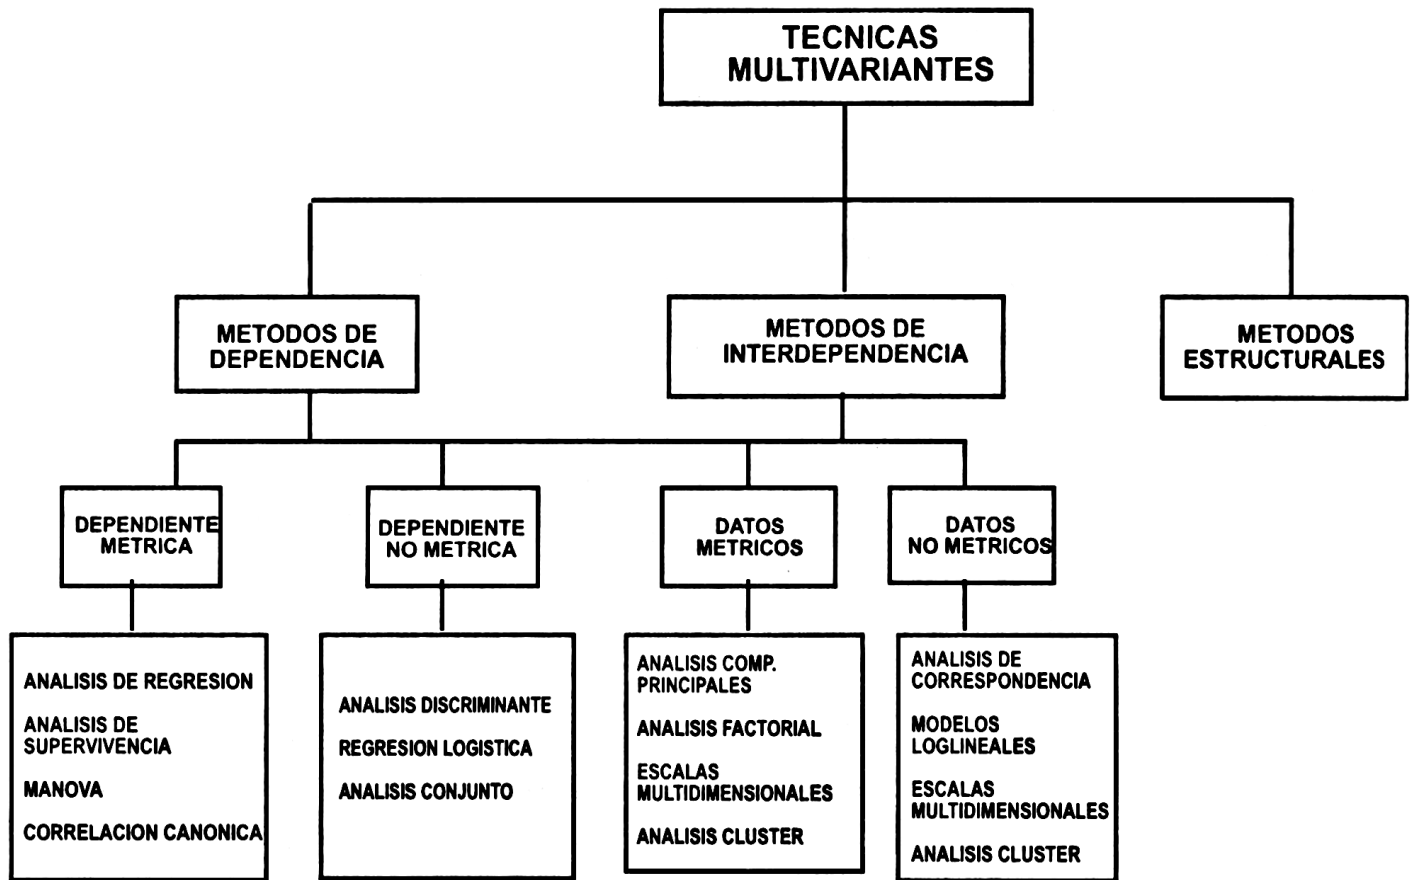 TECNICAS
MULTIVARIANTES
METODOS DE
DEPENDENCIA
METODOS DE
INTERDEPENDENCIA
METODOS
ESTRUCTURALES
DEPENDIENTE
METRICA
DEPENDIENTE
NO METRICA
DATOS
METRICOS
DATOS
NO METRICOS
ANALISIS DE REGRESION
ANALISIS DE
SUPERVIVENCIA
MANOVA
CORRELACION CANONICA
ANALISIS DISCRIMINANTE
REGRESION LOGISTICA
ANALISIS CONJUNTO
ANALISIS COMP.
PRINCIPALES
ANALISIS FACTORIAL
ESCALAS
MULTIDIMENSIONALES
ANALISIS CLUSTER
ANALISIS DE
CORRESPONDENCIA
MODELOS
LOGLINEALES
ESCALAS
MULTIDIMENSIONALES
ANALISIS CLUSTER